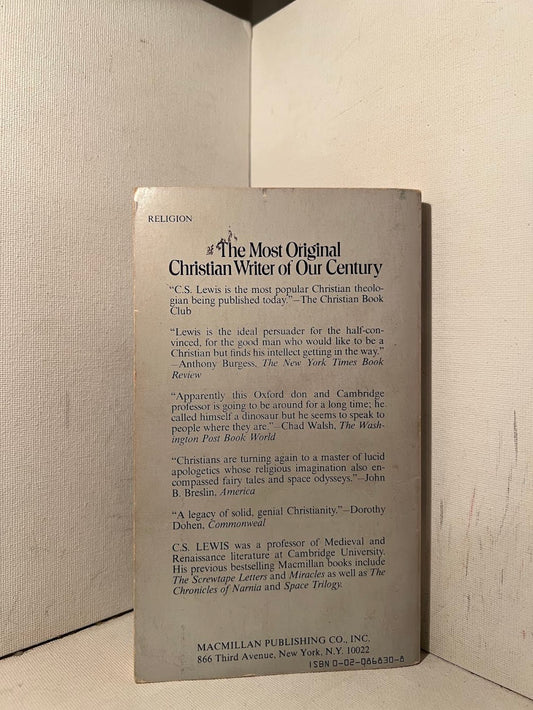 RELIGION
The Most Original
Christian Writer of Our Century
“C.S. Lewis is the most popular Christian theolo-
gian being published today.”—The Christian Book
Club
“Lewis is the ideal persuader for the half-con-
vinced, for the good man who would like to be a
Christian but finds his intellect getting in the way.”
—Anthony Burgess, The New York Times Book
Review
“Apparently this Oxford don and Cambridge
professor is going to be around for a long time; he
called himself a dinosaur but he seems to speak to
people where they are.”—Chad Walsh, The Wash-
ington Post Book World
“Christians are turning again to a master of lucid
apologetics whose religious imagination also en-
compassed fairy tales and space odysseys.”—John
B. Breslin, America
“A legacy of solid, genial Christianity.”—Dorothy
Dohen, Commonweal
C.S. LEWIS was a professor of Medieval and
Renaissance literature at Cambridge University.
His previous bestselling Macmillan books include
The Screwtape Letters and Miracles as well as The
Chronicles of Narnia and Space Trilogy.
MACMILLAN PUBLISHING CO., INC.
866 Third Avenue, New York, N.Y. 10022
ISBN 0-02-086830-8